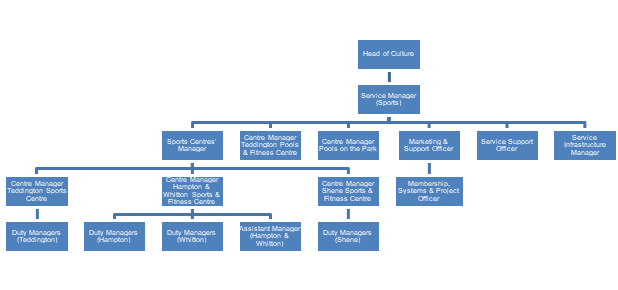 Head of Culture
Service Manager
(Sports)
Sports Centres'
Manager
Centre Manager
Teddington Pools
& Fitness Centre
Centre Manager
Pools on the Park
Marketing &
Support Officer
Service Support
Officer
Service
Infrastructure
Manager
Centre Manager
Teddington Sports
Centre
Centre Manager
Hampton &
Whitton Sports &
Fitness Centre
Centre Manager
Shene Sports &
Fitness Centre
Membership,
Systems & Project
Officer
Duty Managers
(Teddington)
Duty Managers
(Hampton)
Duty Managers
(Whitton)
Assistant Manager
(Hampton &
Whitton)
Duty Managers
(Shene)